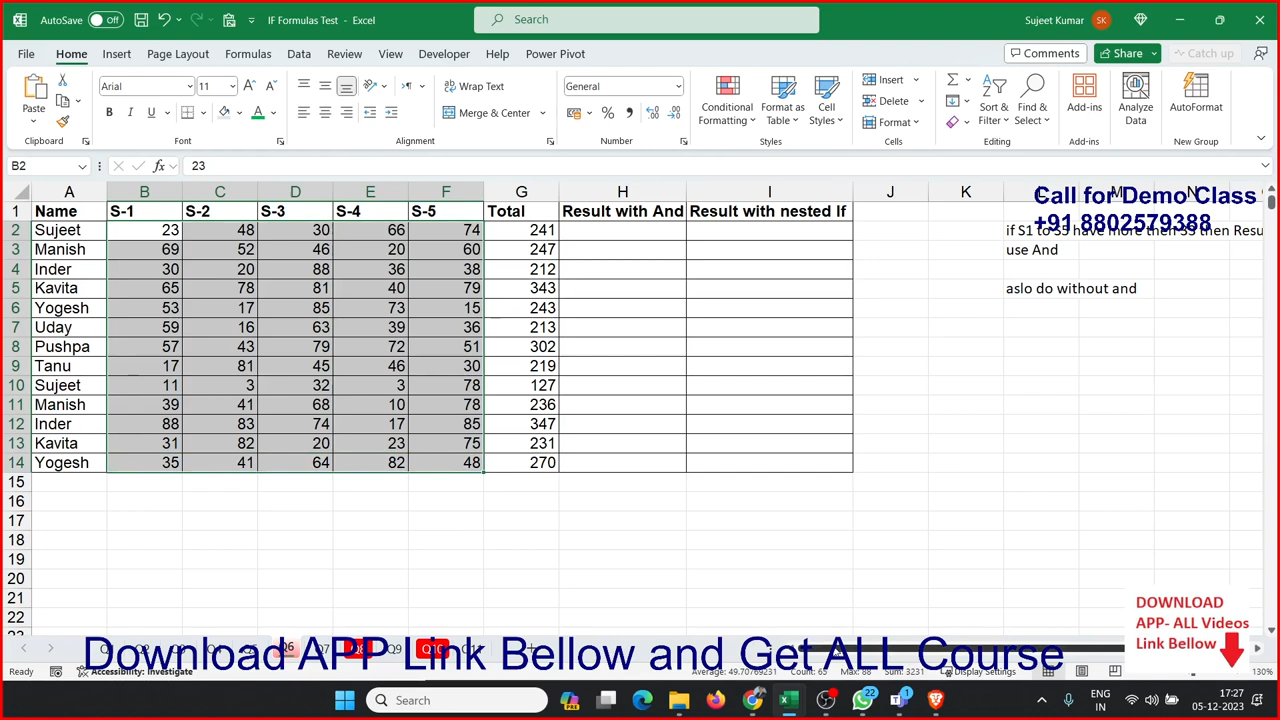 AutoSave Off IF Formulas Test - Excel Search Sujeet Kumar SK
File Home Insert Page Layout Formulas Data Review View Developer Help Power Pivot Comments Share Catch up
Paste Arial 11 Wrap Text General Conditional Formatting Format as Table Cell Styles Insert Sort & Filter Find & Select Add-ins Analyze Data AutoFormat
B I U Merge & Center Delete
Format
Clipboard Font Alignment Number Styles Cells Editing Add-ins New Group
B2 fx 23
A B C D E F G H I J K M N
Call for Demo Class
+91 8802579388
1 Name S-1 S-2 S-3 S-4 S-5 Total Result with And Result with nested If
2 Sujeet 23 48 30 66 74 241 if S1 to S5 have more then 33 then Resu
3 Manish 69 52 46 20 60 247 use And
4 Inder 30 20 88 36 38 212
5 Kavita 65 78 81 40 79 343 aslo do without and
6 Yogesh 53 17 85 73 15 243
7 Uday 59 16 63 39 36 213
8 Pushpa 57 43 79 72 51 302
9 Tanu 17 81 45 46 30 219
10 Sujeet 11 3 32 3 78 127
11 Manish 39 41 68 10 78 236
12 Inder 88 83 74 17 85 347
13 Kavita 31 82 20 23 75 231
14 Yogesh 35 41 64 82 48 270
15
16
17
18
19
20
21
22
DOWNLOAD
APP- ALL Videos
Link Bellow
Q6 Q7 Q8 Q9 Q10
Download APP Link Bellow and Get ALL Course
Ready Accessibility: Investigate Average: 49.70769231 Count: 65 Max: 88 Sum: 3231 Display Settings 130%
Search PRE 22 1 ENG IN 17:27 05-12-2023